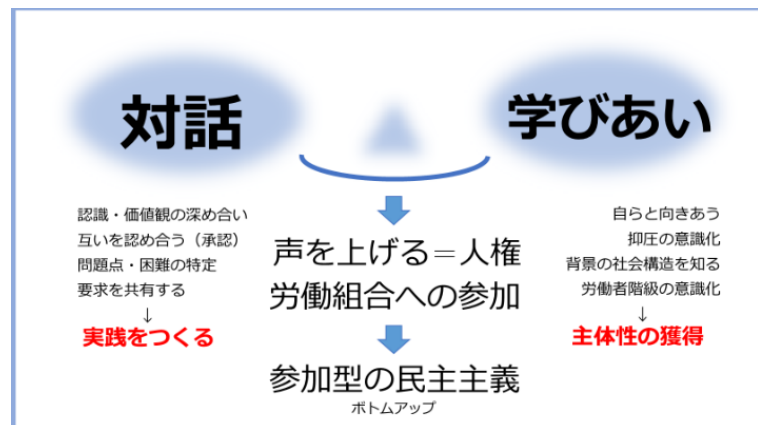 対話
学びあい
認識・価値観の深め合い
互いを認め合う（承認）
問題点・困難の特定
要求を共有する
↓
実践をつくる
声を上げる＝人権
労働組合への参加
参加型の民主主義
ボトムアップ
自らと向きあう
抑圧の意識化
背景の社会構造を知る
労働者階級の意識化
↓
主体性の獲得